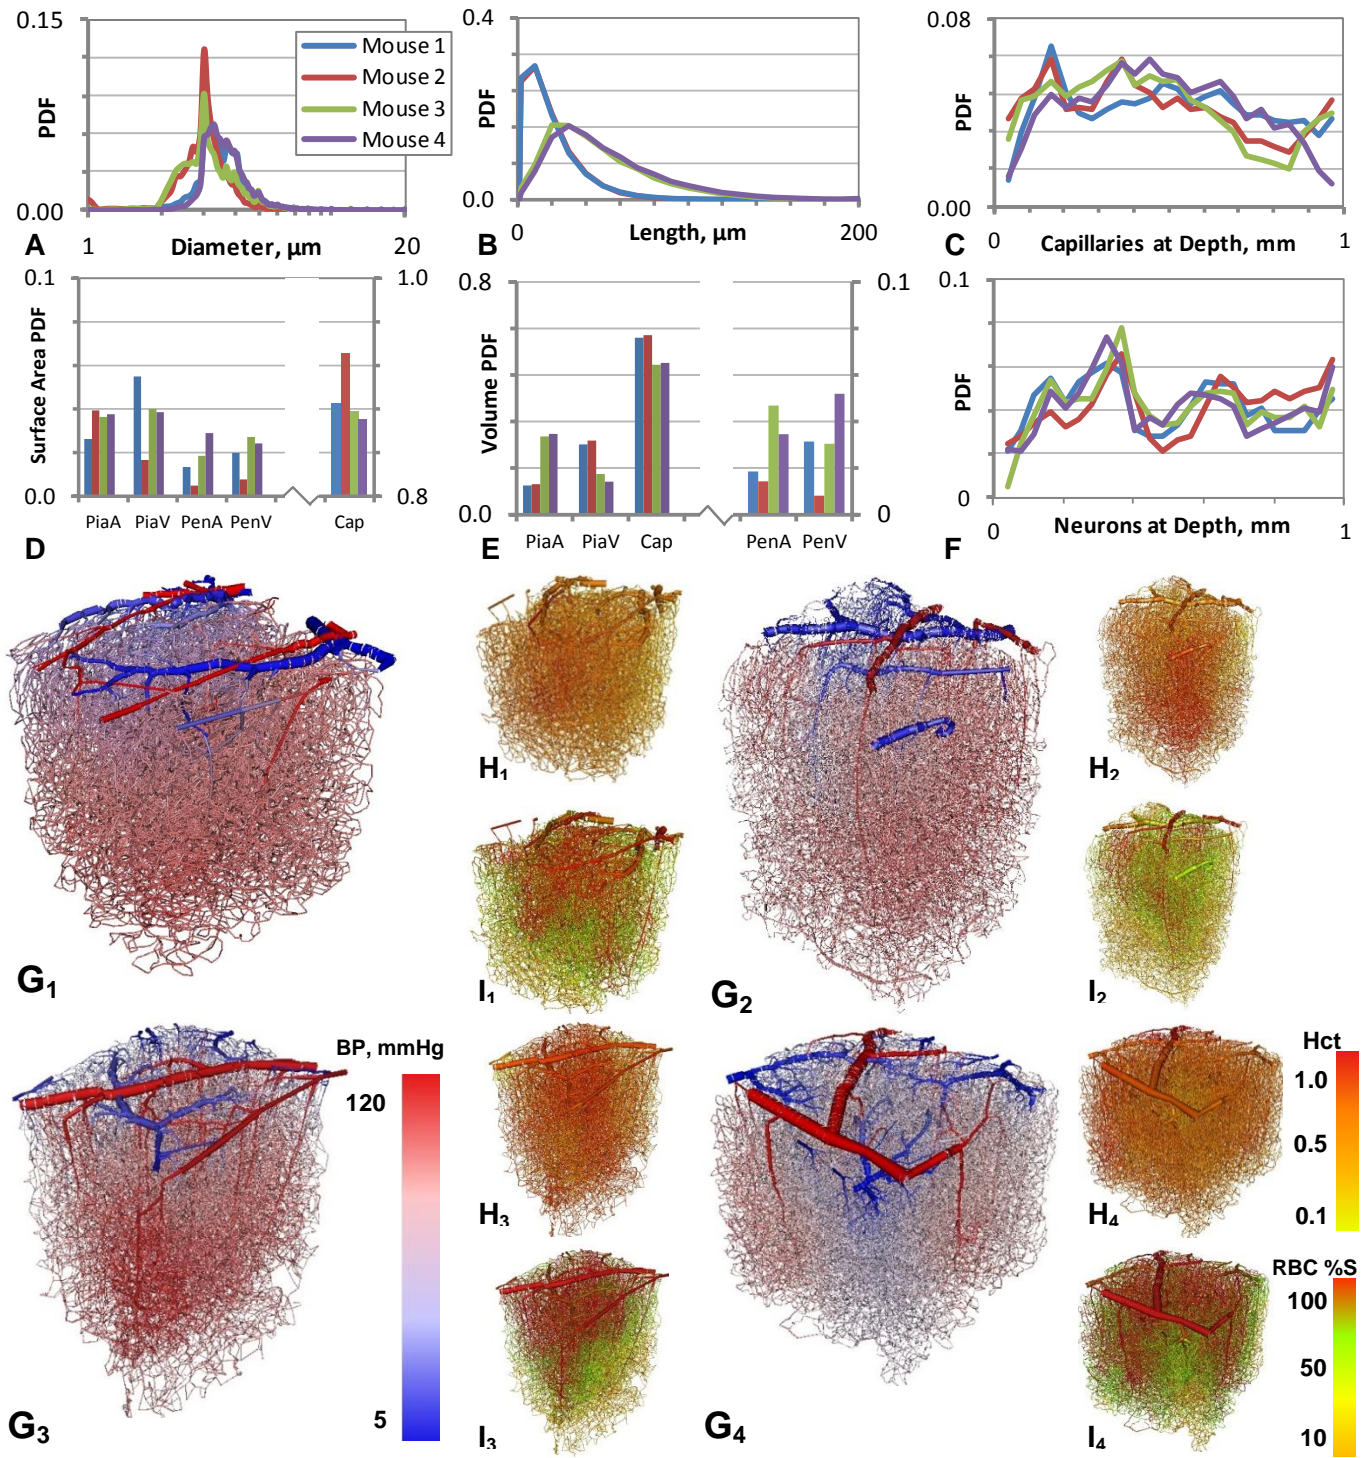 0.15
PDF
0.00
1
20
A
Diameter, µm
Mouse 1
Mouse 2
Mouse 3
Mouse 4
0.4
PDF
0.0
0
200
B
Length, µm
0.08
PDF
0.00
0
1
C
Capillaries at Depth, mm
0.1
Surface Area PDF
0.0
1.0
0.8
PiaA PiaV PenA PenV Cap
D
0.8
Volume PDF
0.0
0.1
0
PiaA PiaV Cap PenA PenV
E
0.1
PDF
0
0
1
F
Neurons at Depth, mm
G1
H1
I1
G2
H2
I2
BP, mmHg
120
5
G3
H3
I3
G4
H4
I4
Hct
1.0
0.5
0.1
RBC %S
100
50
10